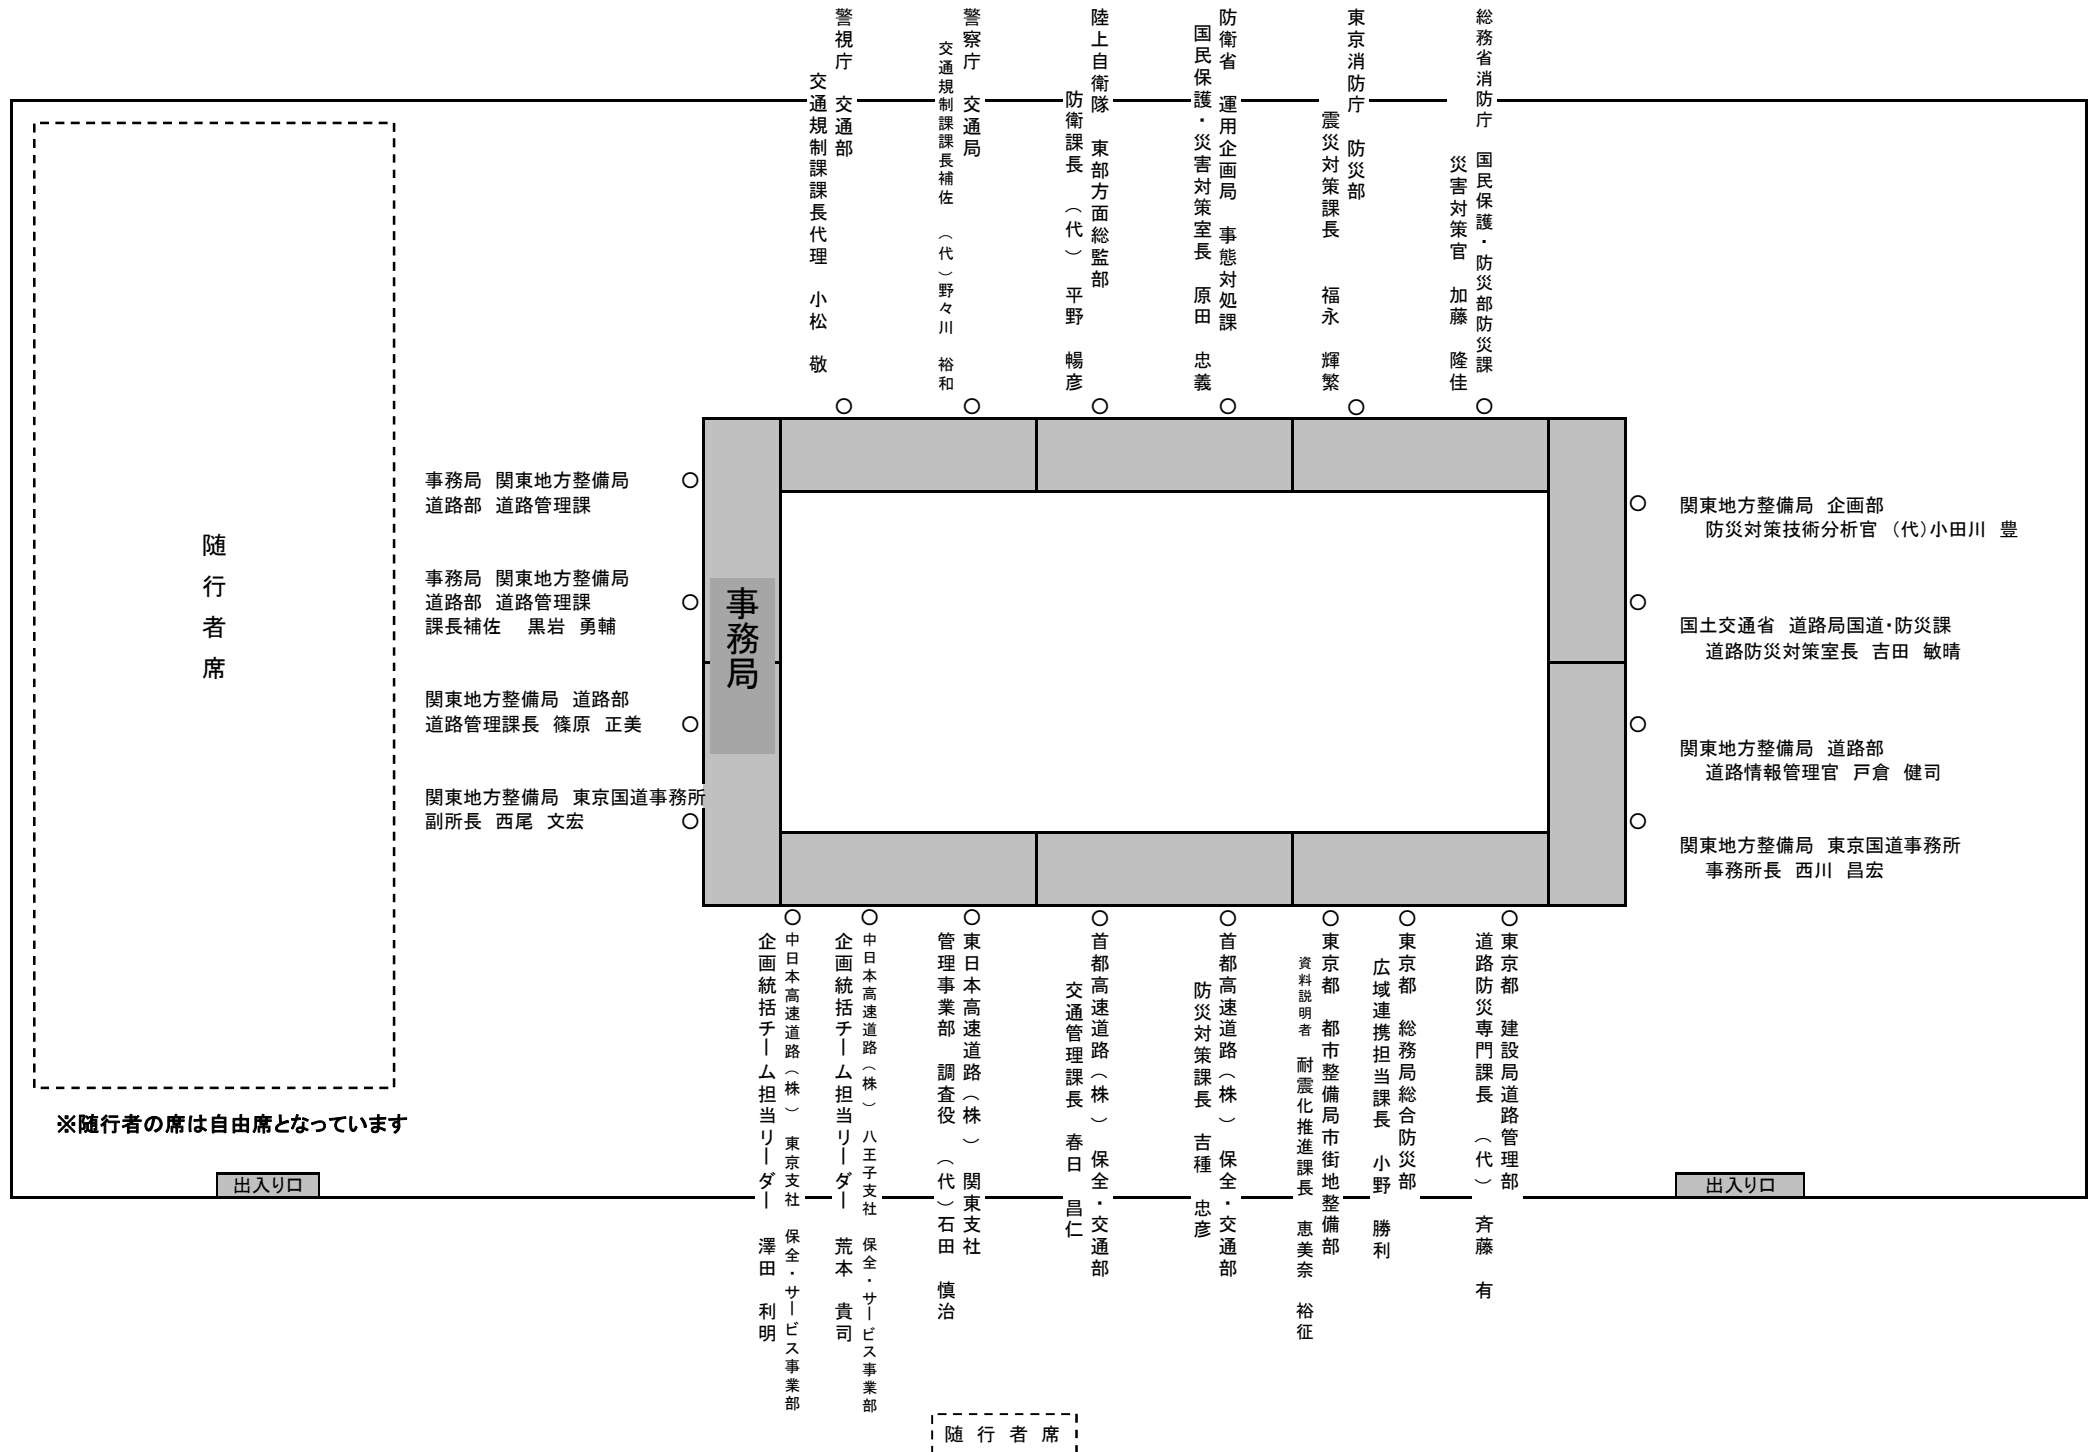 総務省消防庁　国民保護・防災部防災課
災害対策官　加藤　隆佳
東京消防庁　防災部
震災対策課長　福永　輝繁
防衛省　運用企画局　事態対処課
国民保護・災害対策室長　原田　忠義
陸上自衛隊　東部方面総監部
防衛課長　（代）　平野　暢彦
警察庁　交通局
交通規制課課長補佐　（代）野々川　裕和
警視庁　交通部
交通規制課課長代理　小松　敬
随行者席
事務局　関東地方整備局
道路部　道路管理課
事務局　関東地方整備局
道路部　道路管理課
課長補佐　黒岩　勇輔
関東地方整備局　道路部
道路管理課長　篠原　正美
関東地方整備局　東京国道事務所
副所長　西尾　文宏
事務局
関東地方整備局　企画部
防災対策技術分析官　（代）小田川　豊
国土交通省　道路局国道・防災課
道路防災対策室長　吉田　敏晴
関東地方整備局　道路部
道路情報管理官　戸倉　健司
関東地方整備局　東京国道事務所
事務所長　西川　昌宏
東京都　建設局道路管理部
道路防災専門課長　（代）　斉藤　有
東京都　総務局総合防災部
広域連携担当課長　小野　勝利
東京都　都市整備局市街地整備部
資料説明者　耐震化推進課長　恵美奈　裕征
首都高速道路（株）　保全・交通部
防災対策課長　吉種　忠彦
首都高速道路（株）　保全・交通部
交通管理課長　春日　昌仁
東日本高速道路（株）　関東支社
管理事業部　調査役　（代）石田　慎治
中日本高速道路（株）　八王子支社　保全・サービス事業部
企画統括チーム担当リーダー　荒本　貴司
中日本高速道路（株）　東京支社　保全・サービス事業部
企画統括チーム担当リーダー　澤田　利明
※随行者の席は自由席となっています
出入り口
出入り口
随行者席